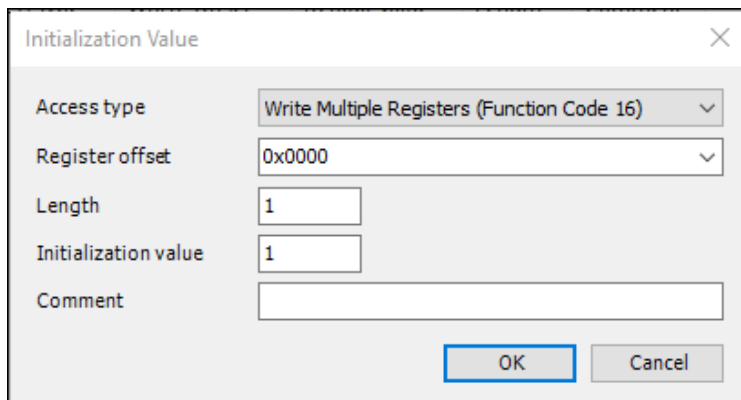 Initialization Value
Access type Write Multiple Registers (Function Code 16)
Register offset 0x0000
Length 1
Initialization value 1
Comment
OK Cancel